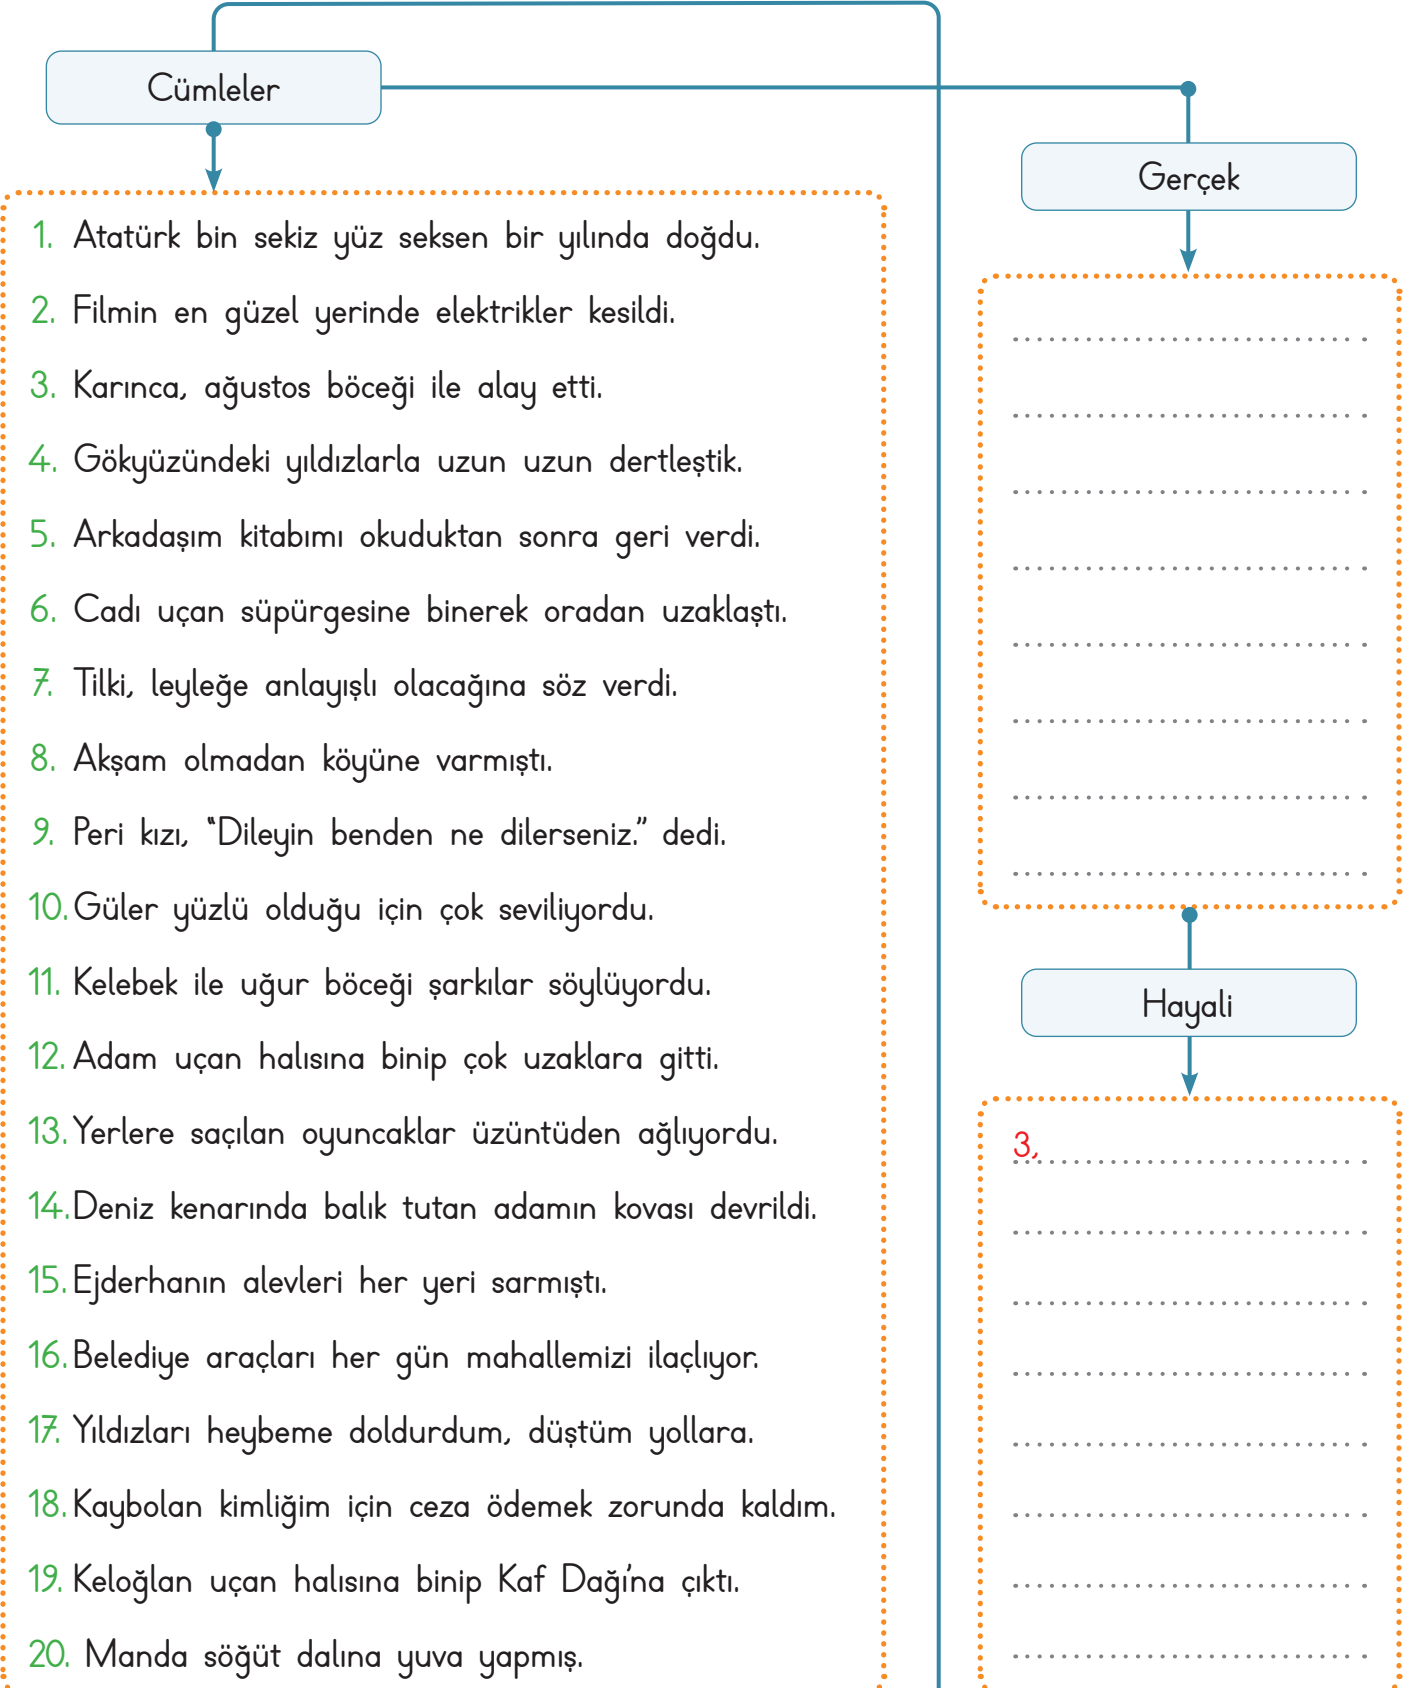 Cümleler
1. Atatürk bin sekiz yüz seksen bir yılında doğdu.
2. Filmin en güzel yerinde elektrikler kesildi.
3. Karınca, ağustos böceği ile alay etti.
4. Gökyüzündeki yıldızlarla uzun uzun dertleştik.
5. Arkadaşım kitabımı okuduktan sonra geri verdi.
6. Cadı uçan süpürgesine binerek oradan uzaklaştı.
7. Tilki, leyleğe anlayışlı olacağına söz verdi.
8. Akşam olmadan köyüne varmıştı.
9. Peri kızı, “Dileyin benden ne dilerseniz.” dedi.
10. Güler yüzlü olduğu için çok seviliyordu.
11. Kelebek ile uğur böceği şarkılar söylüyordu.
12. Adam uçan halısına binip çok uzaklara gitti.
13. Yerlere saçılan oyuncaklar üzüntüden ağlıyordu.
14. Deniz kenarında balık tutan adamın kovası devrildi.
15. Ejderhanın alevleri her yeri sarmıştı.
16. Belediye araçları her gün mahallemizi ilaçlıyor.
17. Yıldızları heybeme doldurdum, düştüm yollara.
18. Kaybolan kimliğim için ceza ödemek zorunda kaldım.
19. Keloğlan uçan halısına binip Kaf Dağı’na çıktı.
20. Manda söğüt dalına yuva yapmış.
Gerçek
Hayali
3,